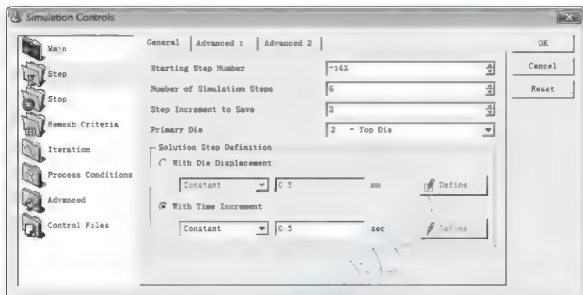 Simulation Controls
Main
Step
Stop
Remesh Criteria
Iteration
Process Conditions
Advanced
Control Files
General Advanced 1 Advanced 2
Starting Step Number -143
Number of Simulation Steps 6
Step Increment to Save 2
Primary Die 2 - Top Die
Solution Step Definition
With Die Displacement
Constant 0.5 mm Define
With Time Increment
Constant 0.5 sec Define
OK
Cancel
Reset